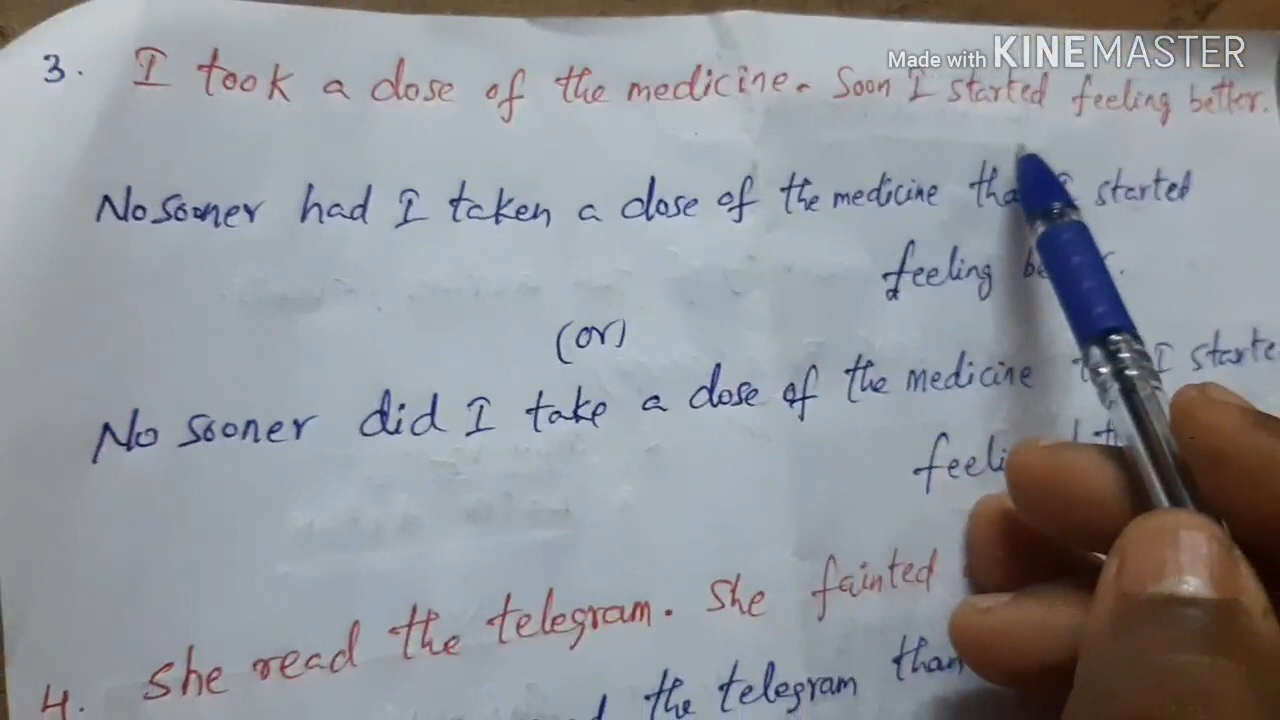 Made with KINEMASTER
3. I took a dose of the medicine. Soon I started feeling better.
No sooner had I taken a dose of the medicine started
feeling
(or)
No sooner did I take a dose of the medicine I
4. She read the telegram. She fainted
the telegram than